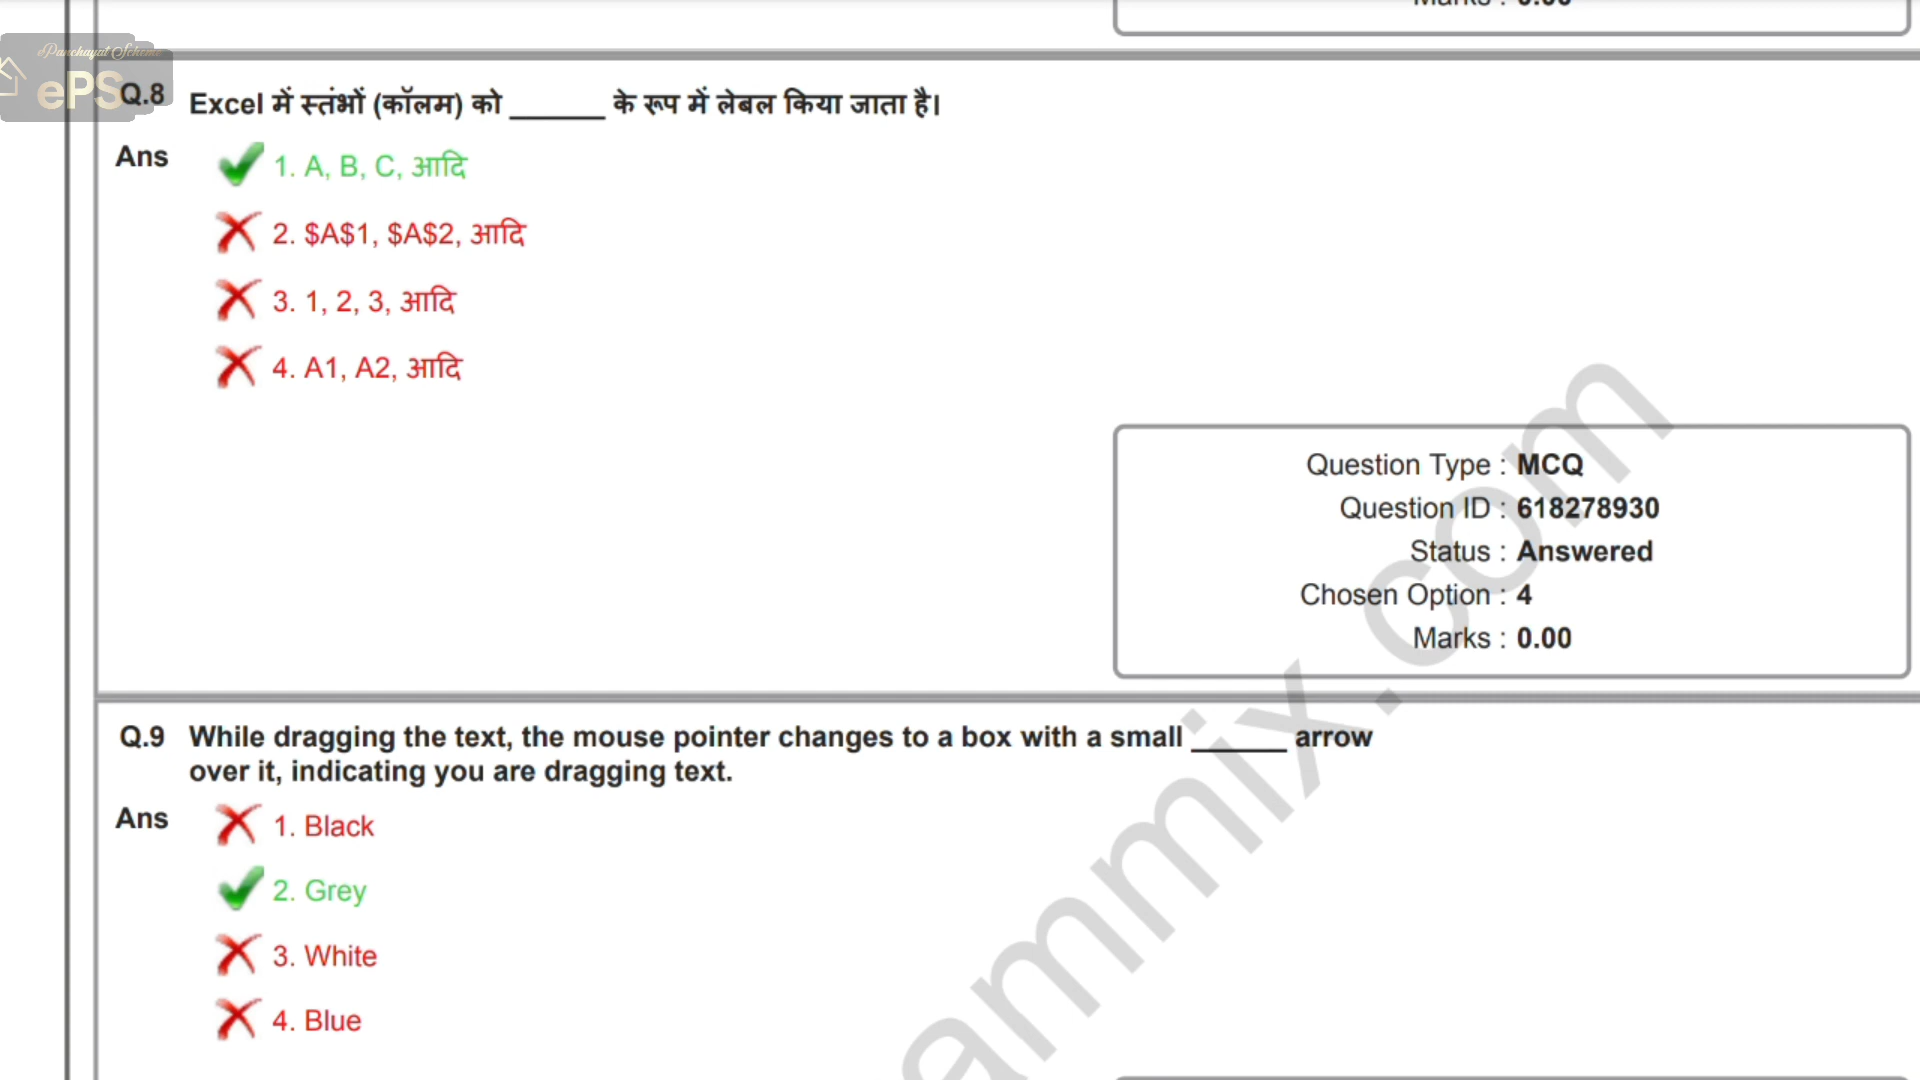 ePanchayat Scheme
ePS
Q.8 Excel में स्तंभों (कॉलम) को ______ के रूप में लेबल किया जाता है।
Ans 1. A, B, C, आदि
2. $A$1, $A$2, आदि
3. 1, 2, 3, आदि
4. A1, A2, आदि
Question Type : MCQ
Question ID : 618278930
Status : Answered
Chosen Option : 4
Marks : 0.00
Q.9 While dragging the text, the mouse pointer changes to a box with a small ______ arrow
over it, indicating you are dragging text.
Ans 1. Black
2. Grey
3. White
4. Blue
ammix.com